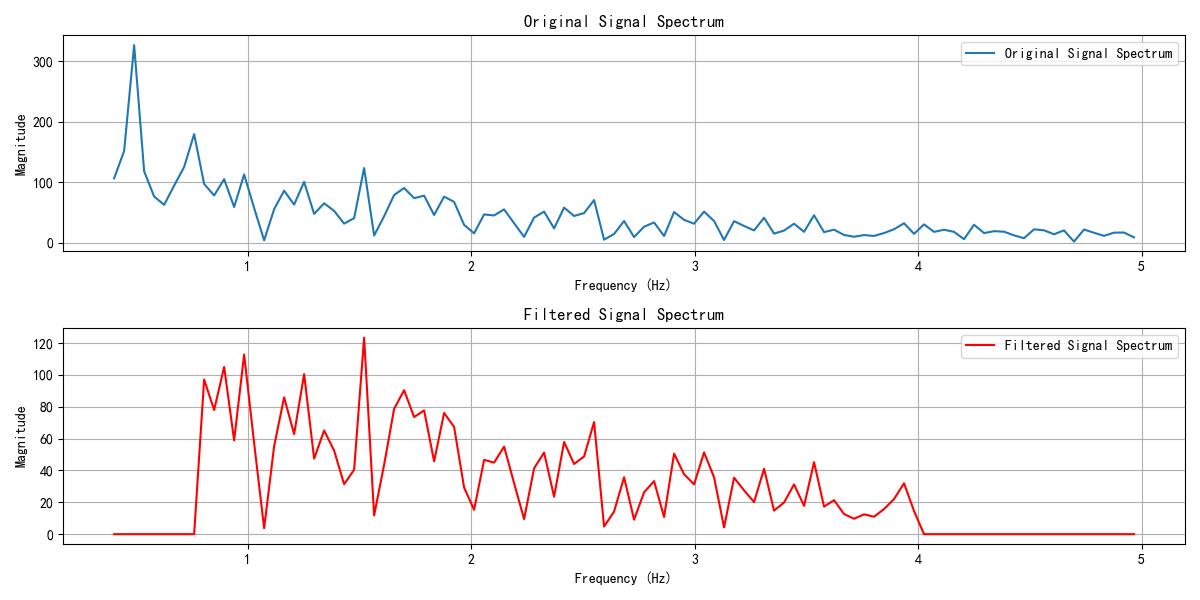 Original Signal Spectrum
Original Signal Spectrum
Magnitude
300
200
100
0
1
2
3
4
5
Frequency (Hz)
Filtered Signal Spectrum
Filtered Signal Spectrum
Magnitude
120
100
80
60
40
20
0
1
2
3
4
5
Frequency (Hz)